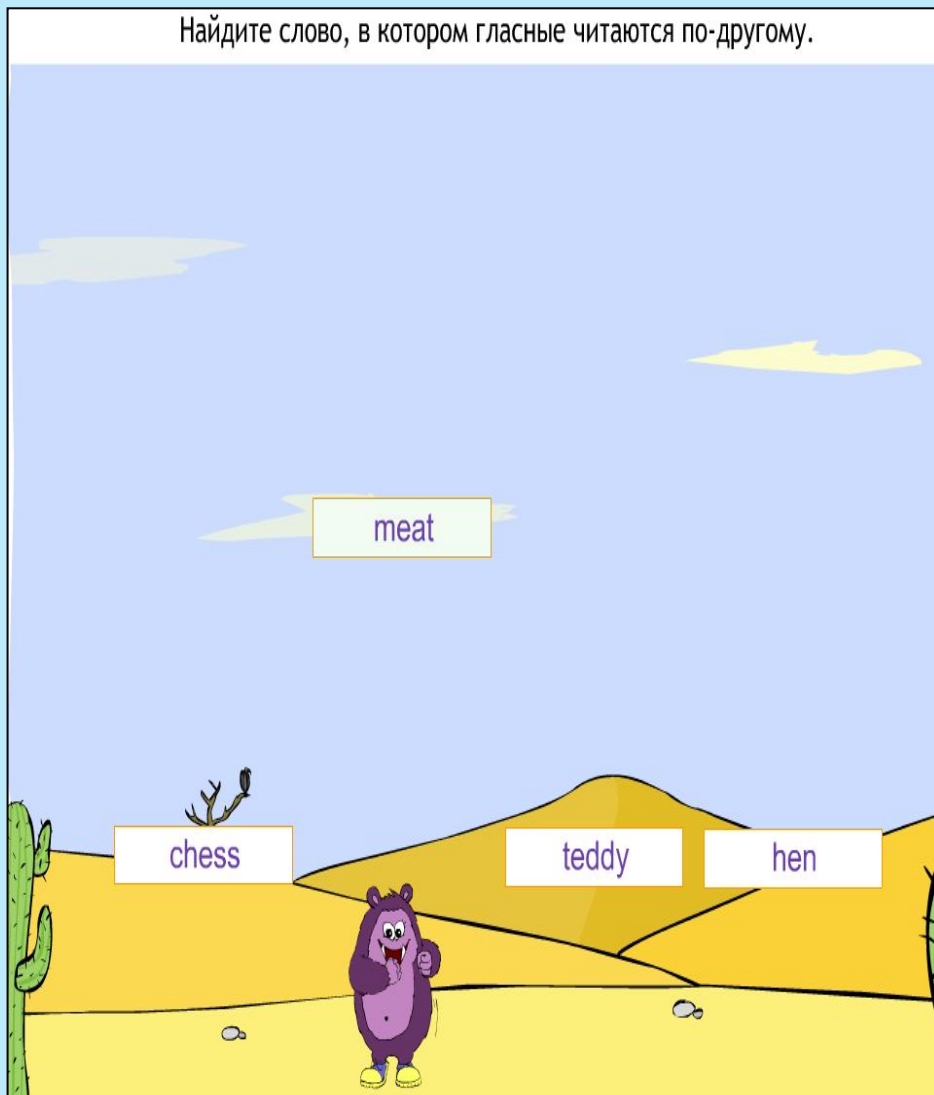 Найдите слово, в котором гласные читаются по-другому.
meat
chess
teddy
hen